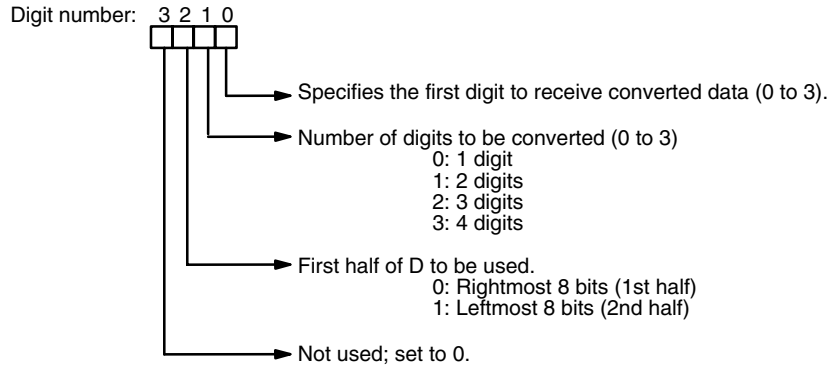 Digit number: 3 2 1 0
Specifies the first digit to receive converted data (0 to 3).
Number of digits to be converted (0 to 3)
0: 1 digit
1: 2 digits
2: 3 digits
3: 4 digits
First half of D to be used.
0: Rightmost 8 bits (1st half)
1: Leftmost 8 bits (2nd half)
Not used; set to 0.